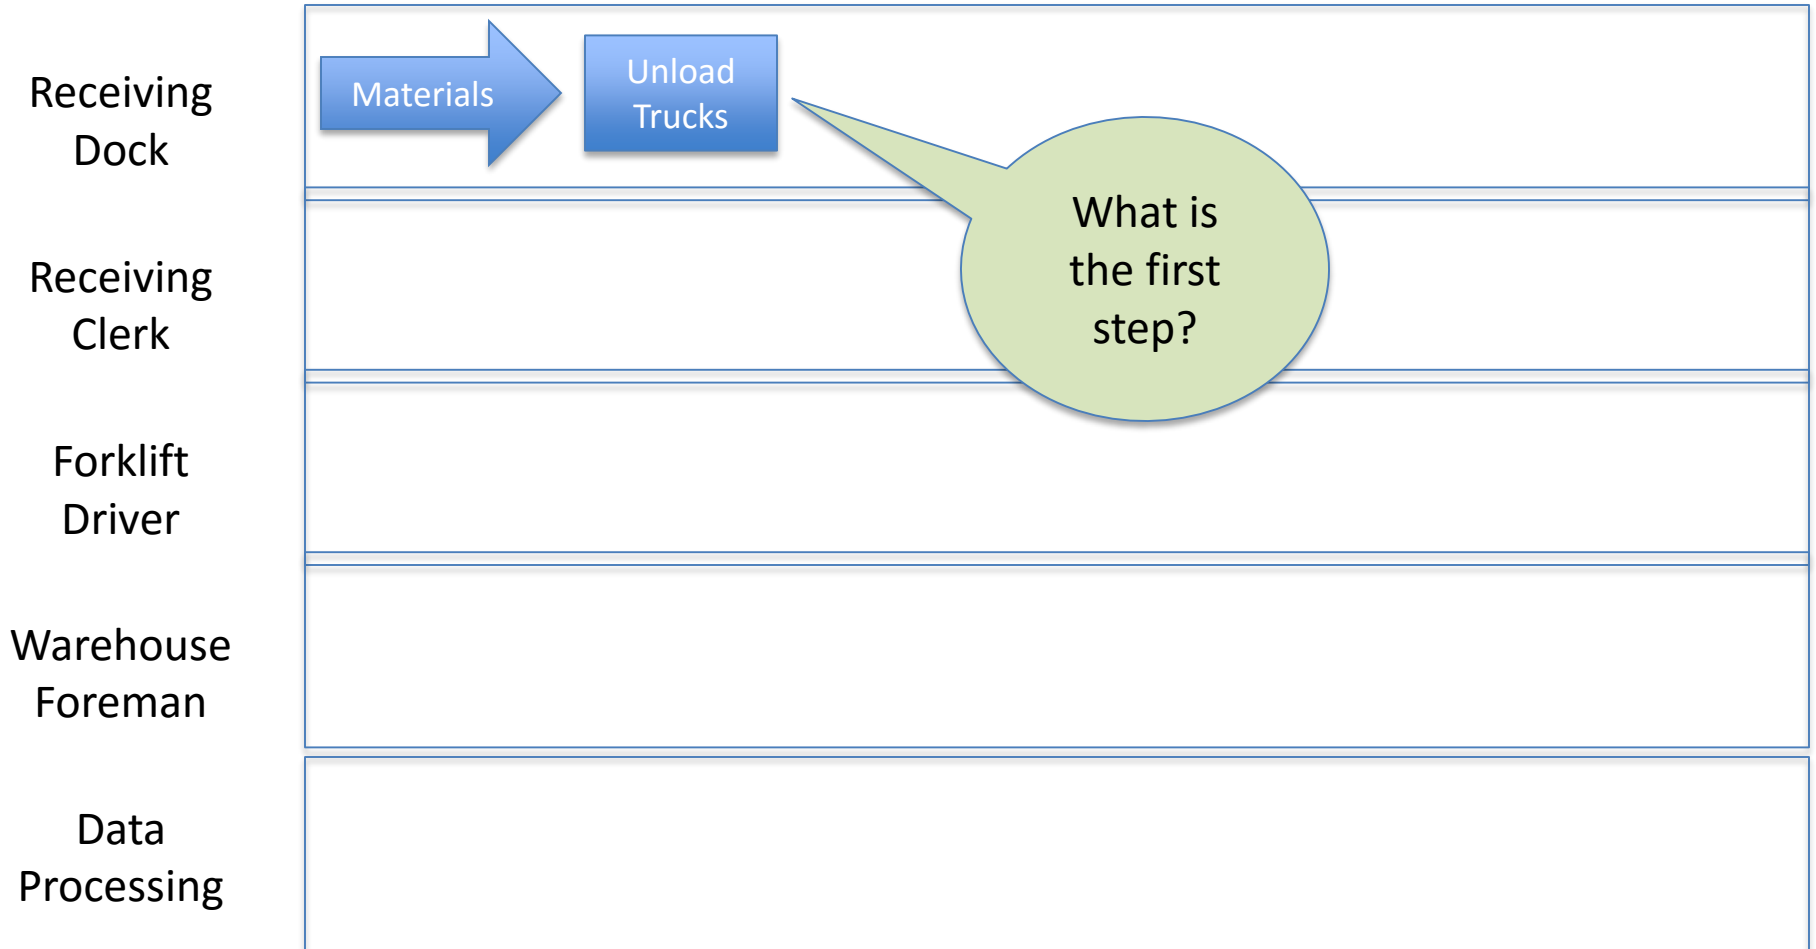 Receiving
Dock
Materials
Unload
Trucks
What is
the first
step?
Receiving
Clerk
Forklift
Driver
Warehouse
Foreman
Data
Processing